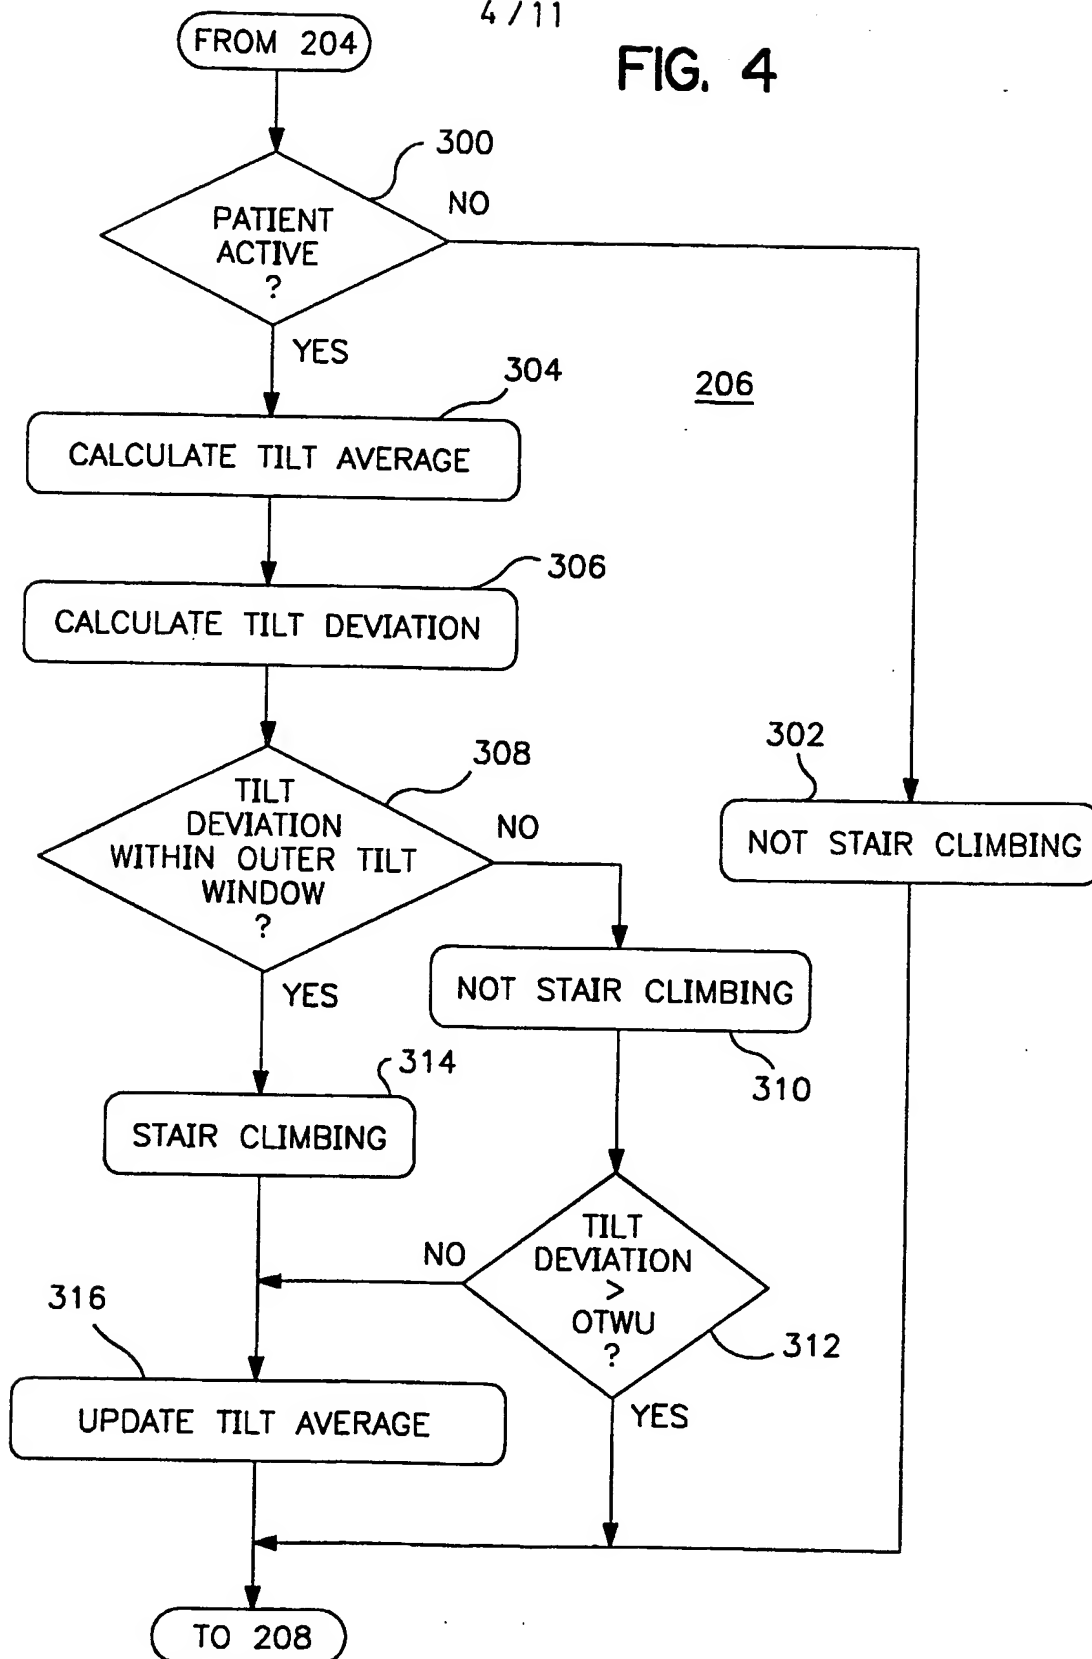 4/11
FROM 204
FIG. 4
300
PATIENT
ACTIVE
?
NO
YES
304
206
CALCULATE TILT AVERAGE
306
CALCULATE TILT DEVIATION
308
TILT
DEVIATION
WITHIN OUTER TILT
WINDOW
?
NO
302
NOT STAIR CLIMBING
YES
NOT STAIR CLIMBING
310
314
STAIR CLIMBING
TILT
DEVIATION
>
OTWU
?
NO
312
316
YES
UPDATE TILT AVERAGE
TO 208